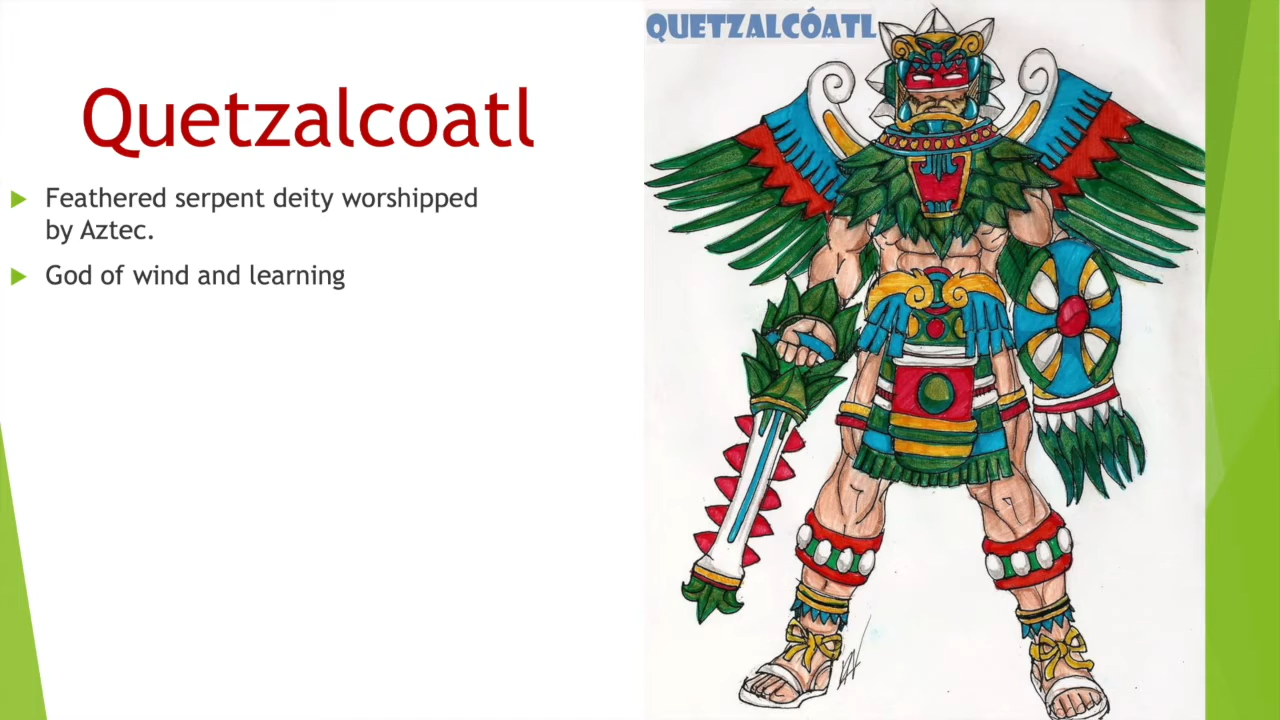 Quetzalcoatl
Feathered serpent deity worshipped
by Aztec.
God of wind and learning
QUETZALCÓATL